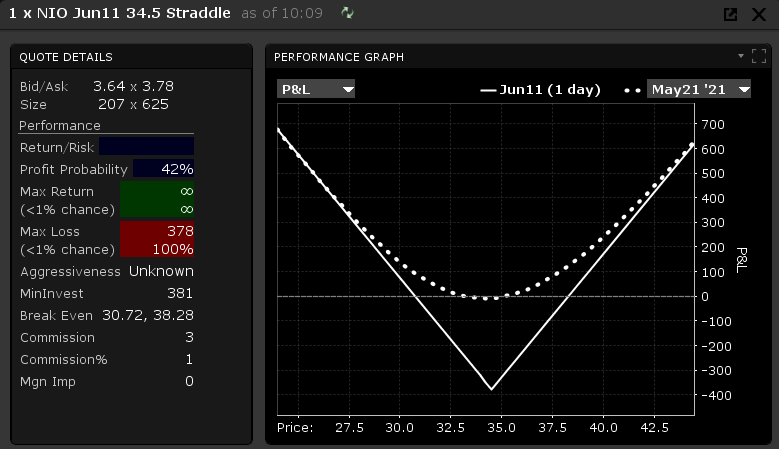 1 x NIO Jun11 34.5 Straddle as of 10:09
QUOTE DETAILS
Bid/Ask 3.64 x 3.78
Size 207 x 625
Performance
Return/Risk
Profit Probability 42%
Max Return ∞
(<1% chance) ∞
Max Loss 378
(<1% chance) 100%
Aggressiveness Unknown
MinInvest 381
Break Even 30.72, 38.28
Commission 3
Commission% 1
Mgn Imp 0
PERFORMANCE GRAPH
P&L Jun11 (1 day) May21 '21
700
600
500
400
300
200
100
0
-100
-200
-300
-400
P&L
Price: 27.5 30.0 32.5 35.0 37.5 40.0 42.5